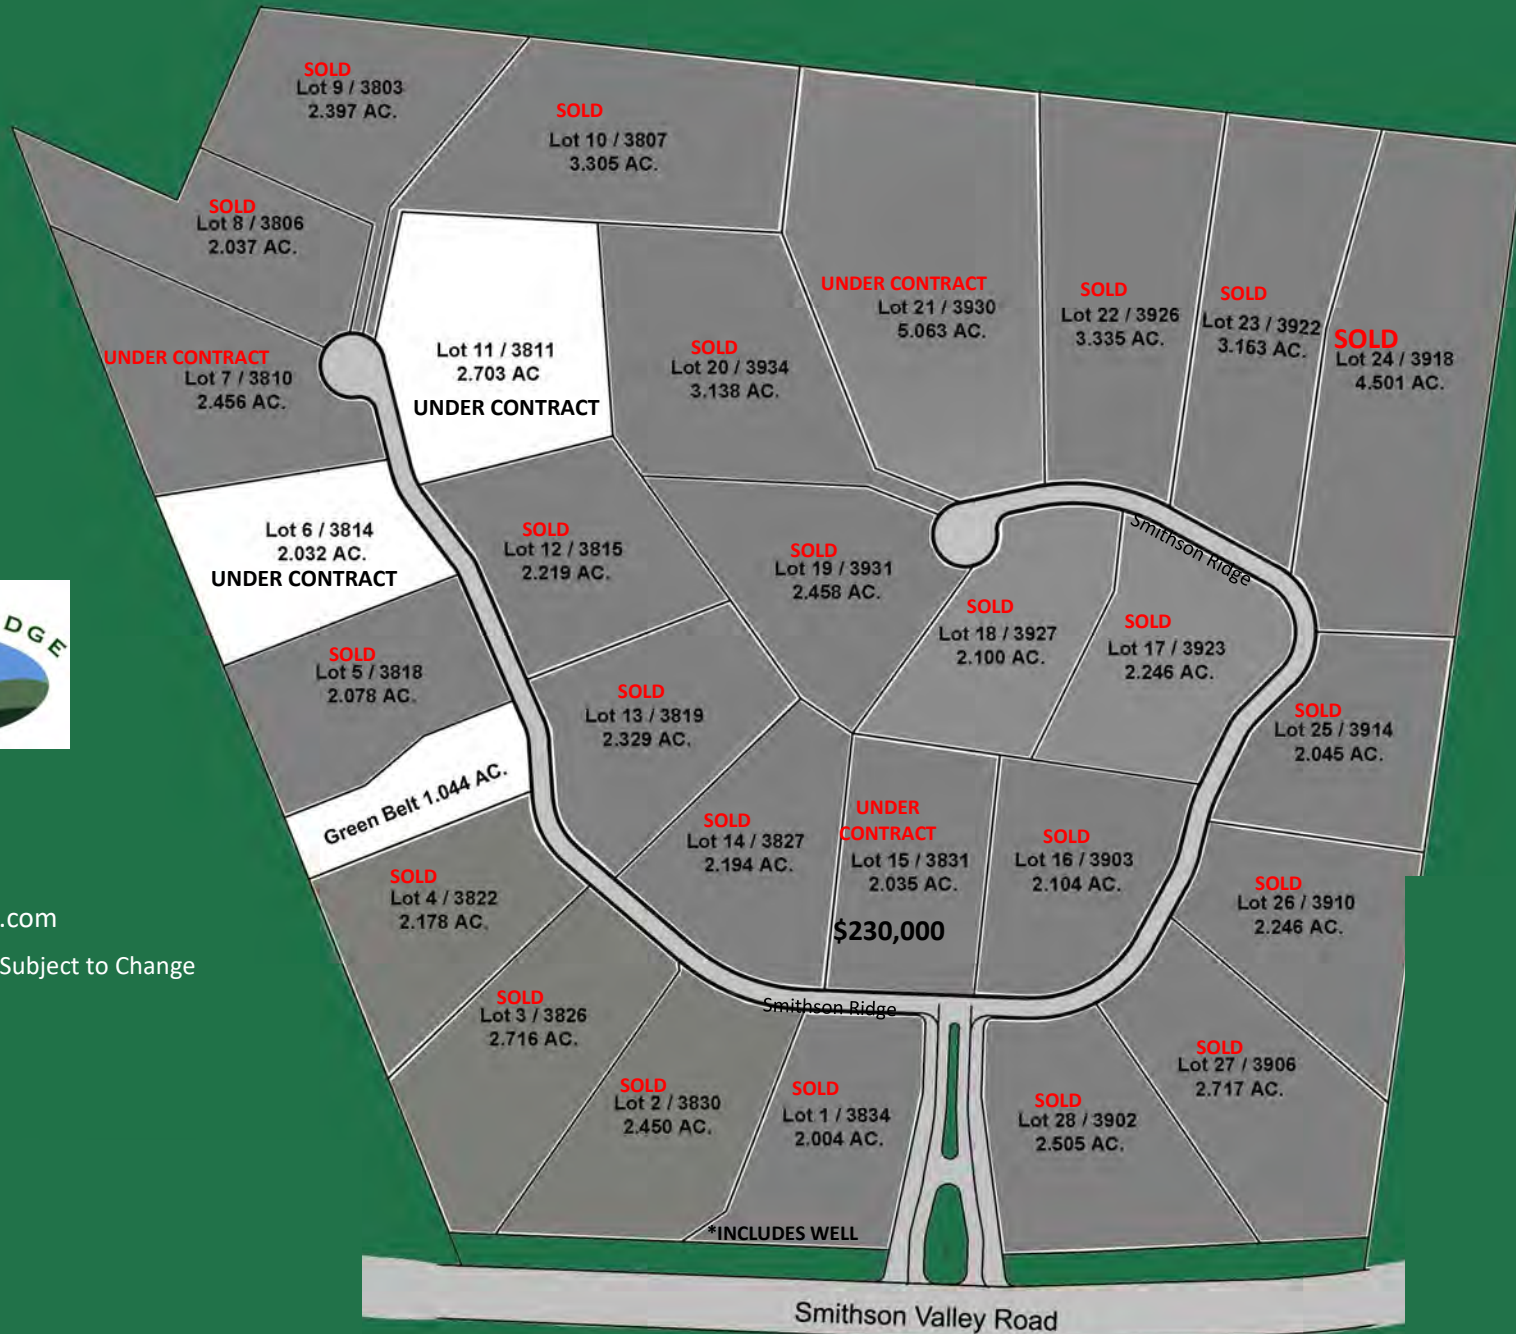 SOLD
Lot 9 / 3803
2.397 AC.
SOLD
Lot 10 / 3807
3.305 AC.
SOLD
Lot 8 / 3806
2.037 AC.
UNDER CONTRACT
Lot 7 / 3810
2.456 AC.
Lot 11 / 3811
2.703 AC
UNDER CONTRACT
SOLD
Lot 20 / 3934
3.138 AC.
UNDER CONTRACT
Lot 21 / 3930
5.063 AC.
SOLD
Lot 22 / 3926
3.335 AC.
SOLD
Lot 23 / 3922
3.163 AC.
SOLD
Lot 24 / 3918
4.501 AC.
Lot 6 / 3814
2.032 AC.
UNDER CONTRACT
SOLD
Lot 12 / 3815
2.219 AC.
SOLD
Lot 19 / 3931
2.458 AC.
Smithson Ridge
SOLD
Lot 18 / 3927
2.100 AC.
SOLD
Lot 17 / 3923
2.246 AC.
DGE
SOLD
Lot 5 / 3818
2.078 AC.
SOLD
Lot 13 / 3819
2.329 AC.
SOLD
Lot 25 / 3914
2.045 AC.
Green Belt 1.044 AC.
SOLD
Lot 14 / 3827
2.194 AC.
UNDER
CONTRACT
Lot 15 / 3831
2.035 AC.
$230,000
SOLD
Lot 16 / 3903
2.104 AC.
SOLD
Lot 4 / 3822
2.178 AC.
SOLD
Lot 26 / 3910
2.246 AC.
.com
Subject to Change
SOLD
Lot 3 / 3826
2.716 AC.
Smithson Ridge
SOLD
Lot 27 / 3906
2.717 AC.
SOLD
Lot 2 / 3830
2.450 AC.
SOLD
Lot 1 / 3834
2.004 AC.
SOLD
Lot 28 / 3902
2.505 AC.
*INCLUDES WELL
Smithson Valley Road